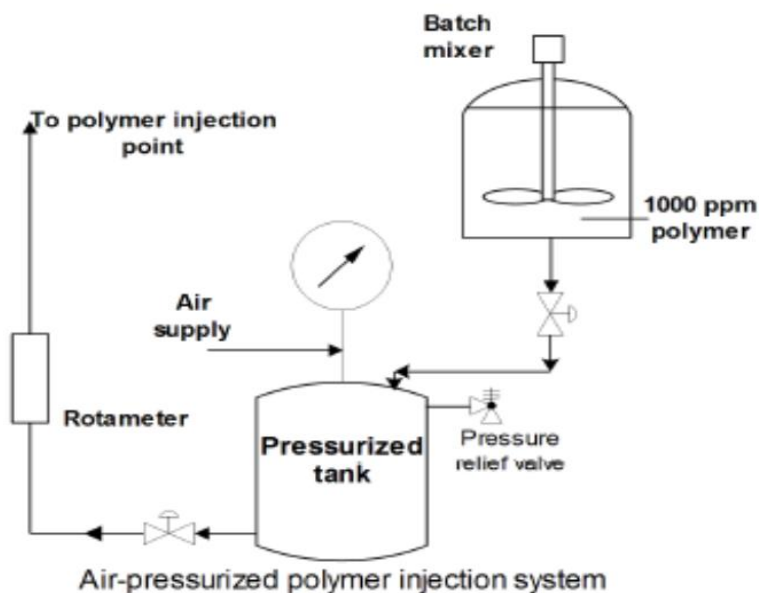 Batch
mixer
To polymer injection
point
1000 ppm
polymer
Air
supply
Rotameter
Pressurized
tank
Pressure
relief valve
Air-pressurized polymer injection system